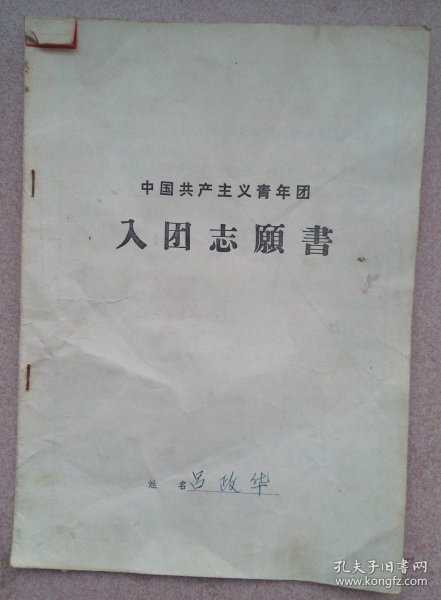 中国共产主义青年团
入团志願書
姓 名 吕政华
孔夫子旧书网
www.kongfz.com